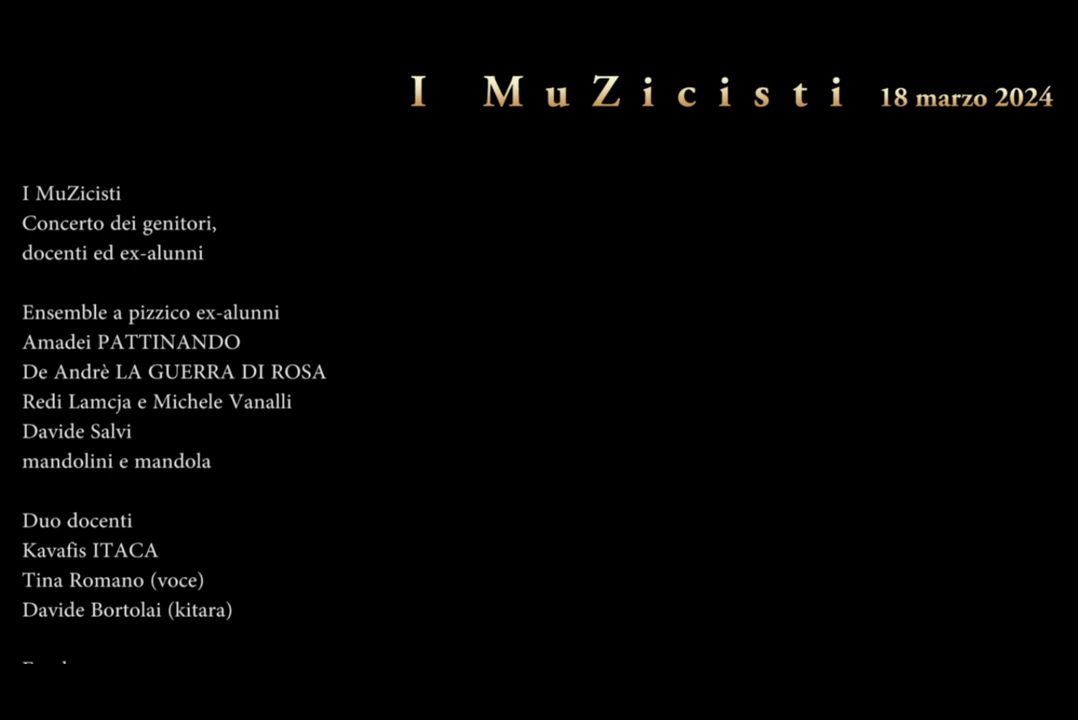 I MuZicisti 18 marzo 2024
I MuZicisti
Concerto dei genitori,
docenti ed ex-alunni
Ensemble a pizzico ex-alunni
Amadei PATTINANDO
De Andrè LA GUERRA DI ROSA
Redi Lamcja e Michele Vanalli
Davide Salvi
mandolini e mandola
Duo docenti
Kavafis ITACA
Tina Romano (voce)
Davide Bortolai (kitara)